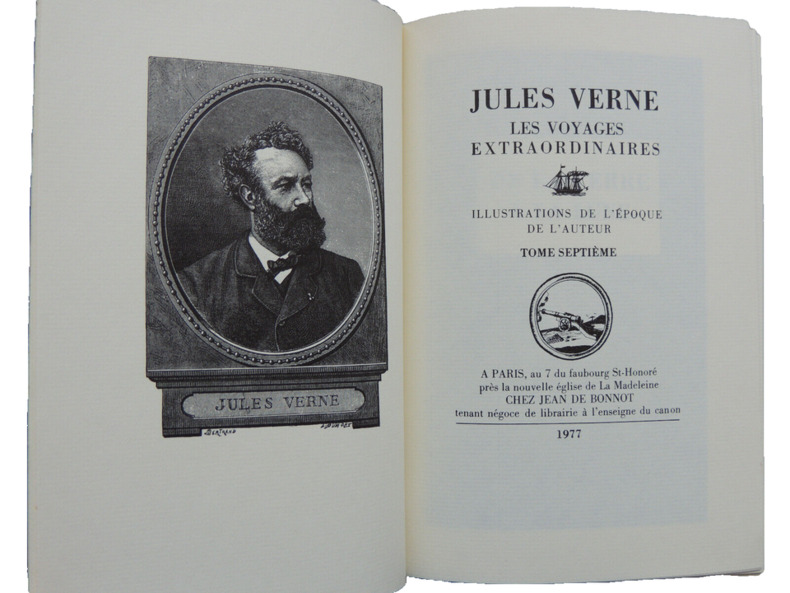 JULES VERNE
BERTRAND
JULES VERNE
LES VOYAGES
EXTRAORDINAIRES
ILLUSTRATIONS DE L'ÉPOQUE
DE L'AUTEUR
TOME SEPTIÈME
A PARIS, au 7 du faubourg St-Honoré
près la nouvelle église de La Madeleine
CHEZ JEAN DE BONNOT
tenant négoce de librairie à l'enseigne du canon
1977